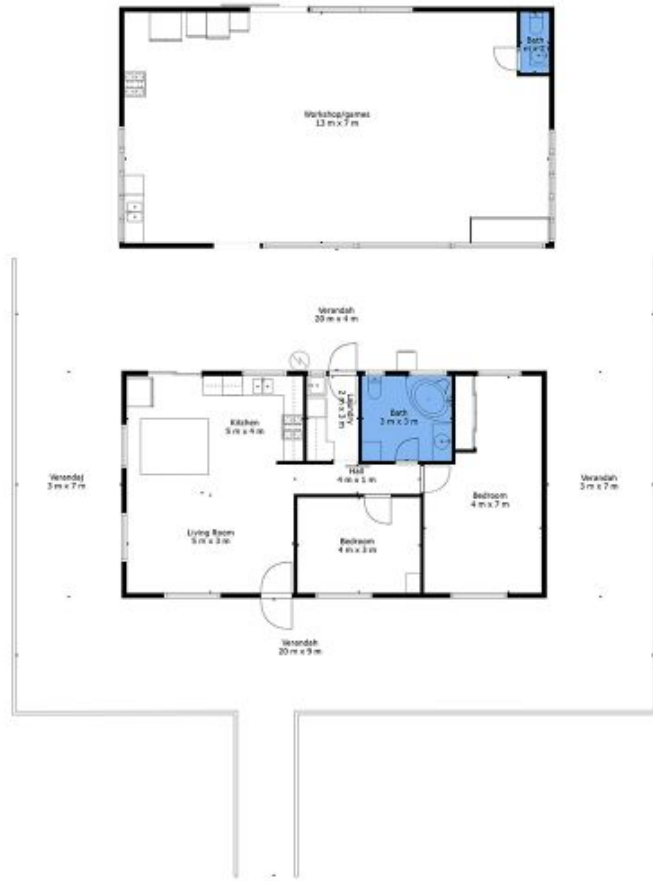 Bath
Workshop/games
13 m x 7 m
Verandah
20 m x 4 m
Kitchen
5 m x 4 m
Laundry
2 m x 3 m
Bath
3 m x 3 m
Hall
4 m x 1 m
Verandah
3 m x 7 m
Verandah
3 m x 7 m
Bedroom
4 m x 7 m
Living Room
5 m x 3 m
Bedroom
4 m x 3 m
Verandah
20 m x 9 m